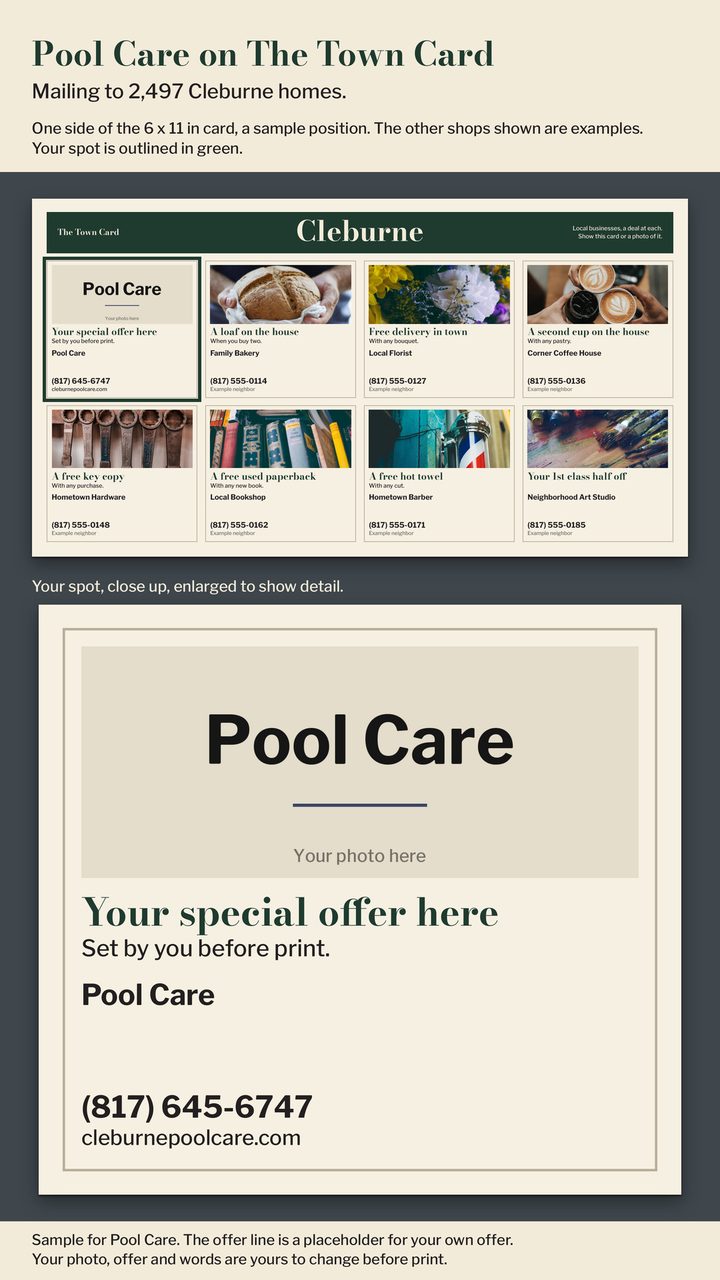 Pool Care on The Town Card
Mailing to 2,497 Cleburne homes.
One side of the 6 x 11 in card, a sample position. The other shops shown are examples.
Your spot is outlined in green.
The Town Card
Cleburne
Local businesses, a deal at each.
Show this card or a photo of it.
Pool Care
Your photo here
Your special offer here
Set by you before print.
Pool Care
(817) 645-6747
cleburnepoolcare.com
A loaf on the house
When you buy two.
Family Bakery
(817) 555-0114
Example neighbor
Free delivery in town
With any bouquet.
Local Florist
(817) 555-0127
Example neighbor
A second cup on the house
With any pastry.
Corner Coffee House
(817) 555-0136
Example neighbor
A free key copy
With any purchase.
Hometown Hardware
(817) 555-0148
Example neighbor
A free used paperback
With any new book.
Local Bookshop
(817) 555-0162
Example neighbor
A free hot towel
With any cut.
Hometown Barber
(817) 555-0171
Example neighbor
Your 1st class half off
Neighborhood Art Studio
(817) 555-0185
Example neighbor
Your spot, close up, enlarged to show detail.
Pool Care
Your photo here
Your special offer here
Set by you before print.
Pool Care
(817) 645-6747
cleburnepoolcare.com
Sample for Pool Care. The offer line is a placeholder for your own offer.
Your photo, offer and words are yours to change before print.